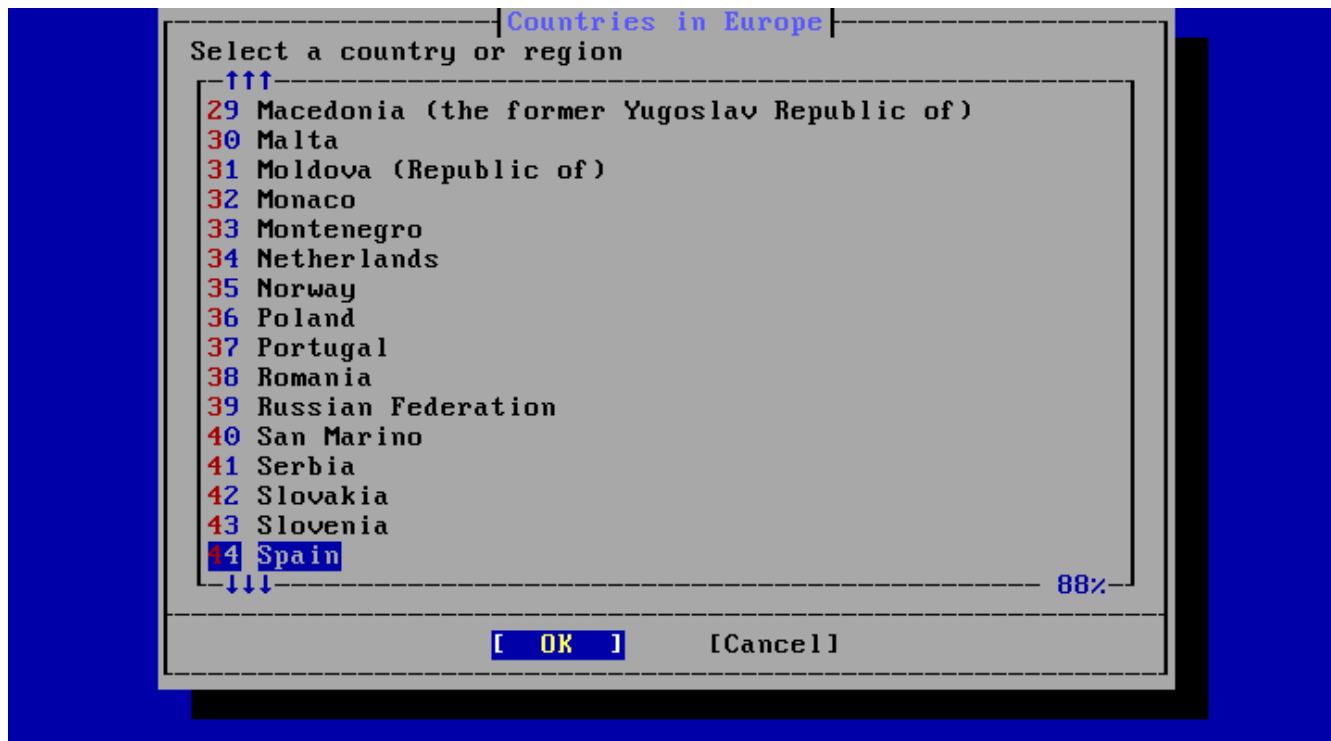 Countries in Europe
Select a country or region
↑↑↑
29 Macedonia (the former Yugoslav Republic of)
30 Malta
31 Moldova (Republic of)
32 Monaco
33 Montenegro
34 Netherlands
35 Norway
36 Poland
37 Portugal
38 Romania
39 Russian Federation
40 San Marino
41 Serbia
42 Slovakia
43 Slovenia
44 Spain
↓↓↓ 88%
[ OK ] [Cancel]